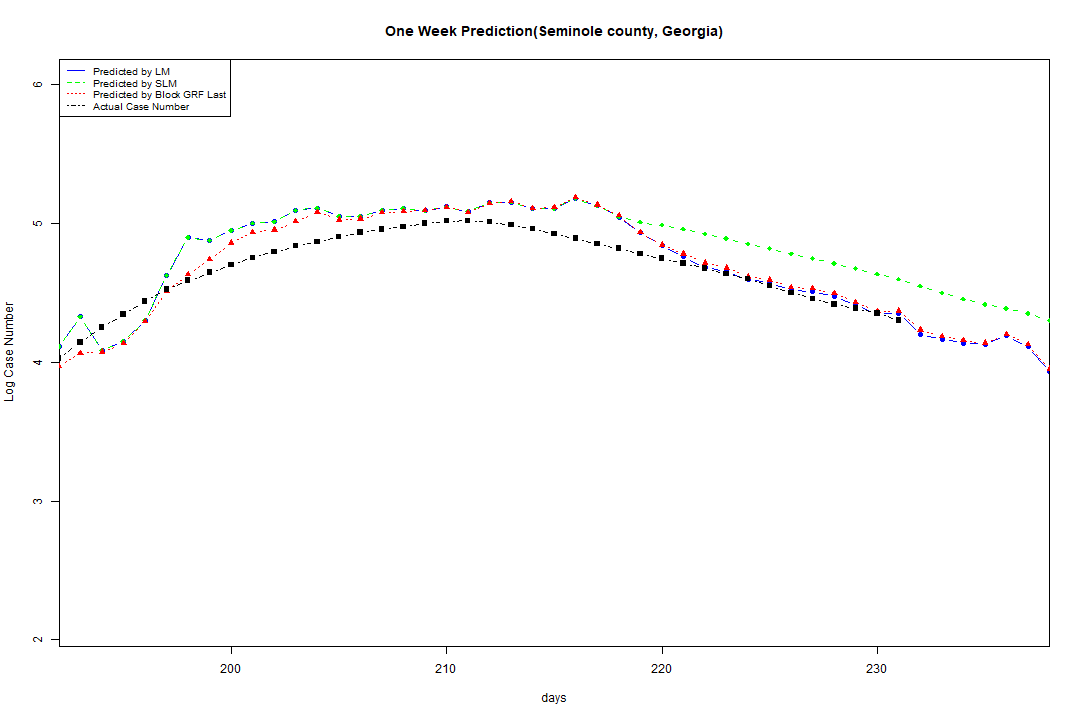 One Week Prediction(Seminole county, Georgia)
Predicted by LM
Predicted by SLM
Predicted by Block GRF Last
Actual Case Number
6
5
4
3
2
Log Case Number
200
210
220
230
days